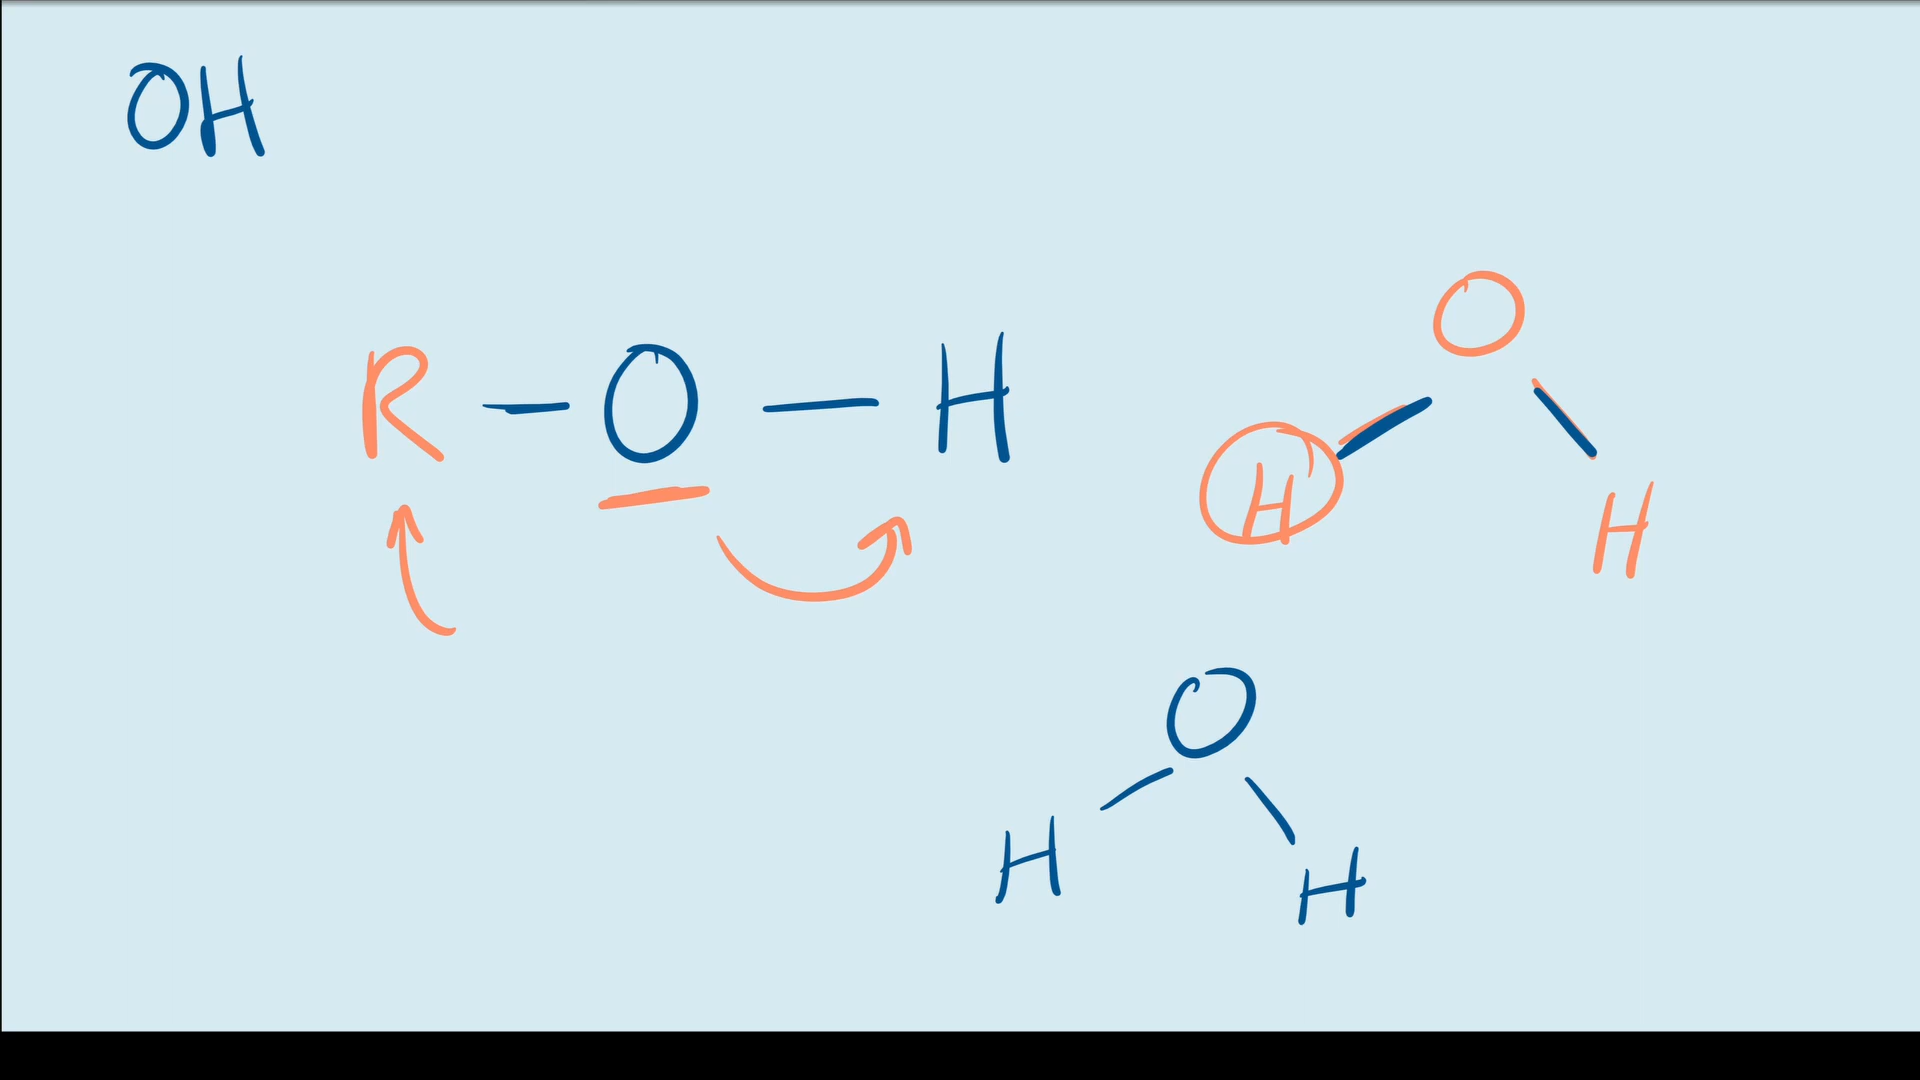 OH
R — O — H
O
H H
O
H H